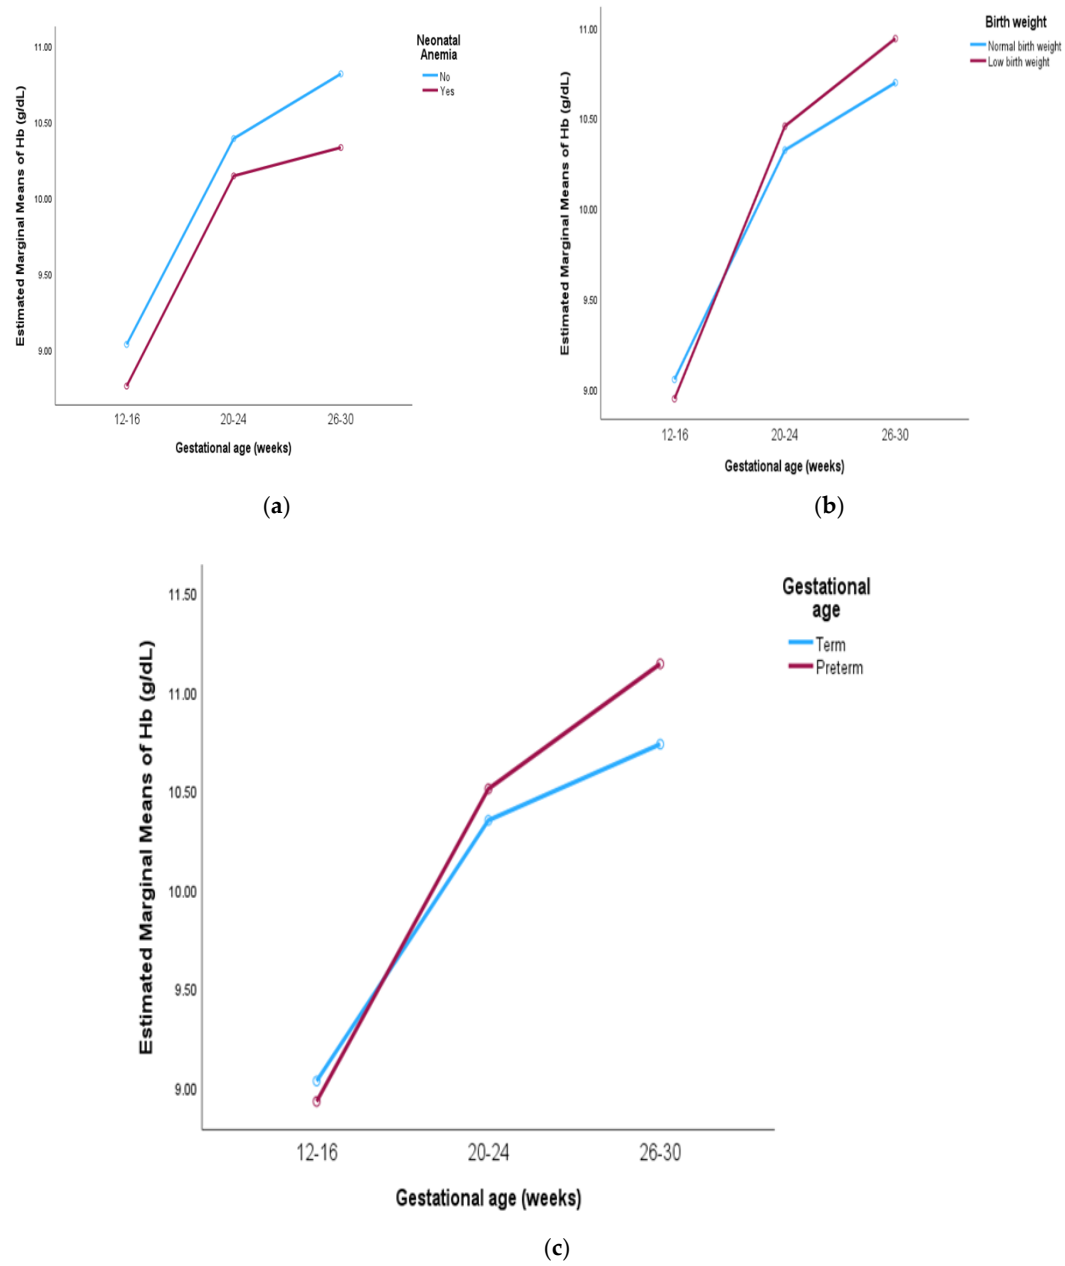 Neonatal
Anemia
No
Yes
Estimated Marginal Means of Hb (g/dL)
11.00
10.50
10.00
9.50
9.00
12-16
20-24
26-30
Gestational age (weeks)
(a)
Birth weight
Normal birth weight
Low birth weight
Estimated Marginal Means of Hb (g/dL)
11.00
10.50
10.00
9.50
9.00
12-16
20-24
26-30
Gestational age (weeks)
(b)
Gestational
age
Term
Preterm
Estimated Marginal Means of Hb (g/dL)
11.50
11.00
10.50
10.00
9.50
9.00
12-16
20-24
26-30
Gestational age (weeks)
(c)